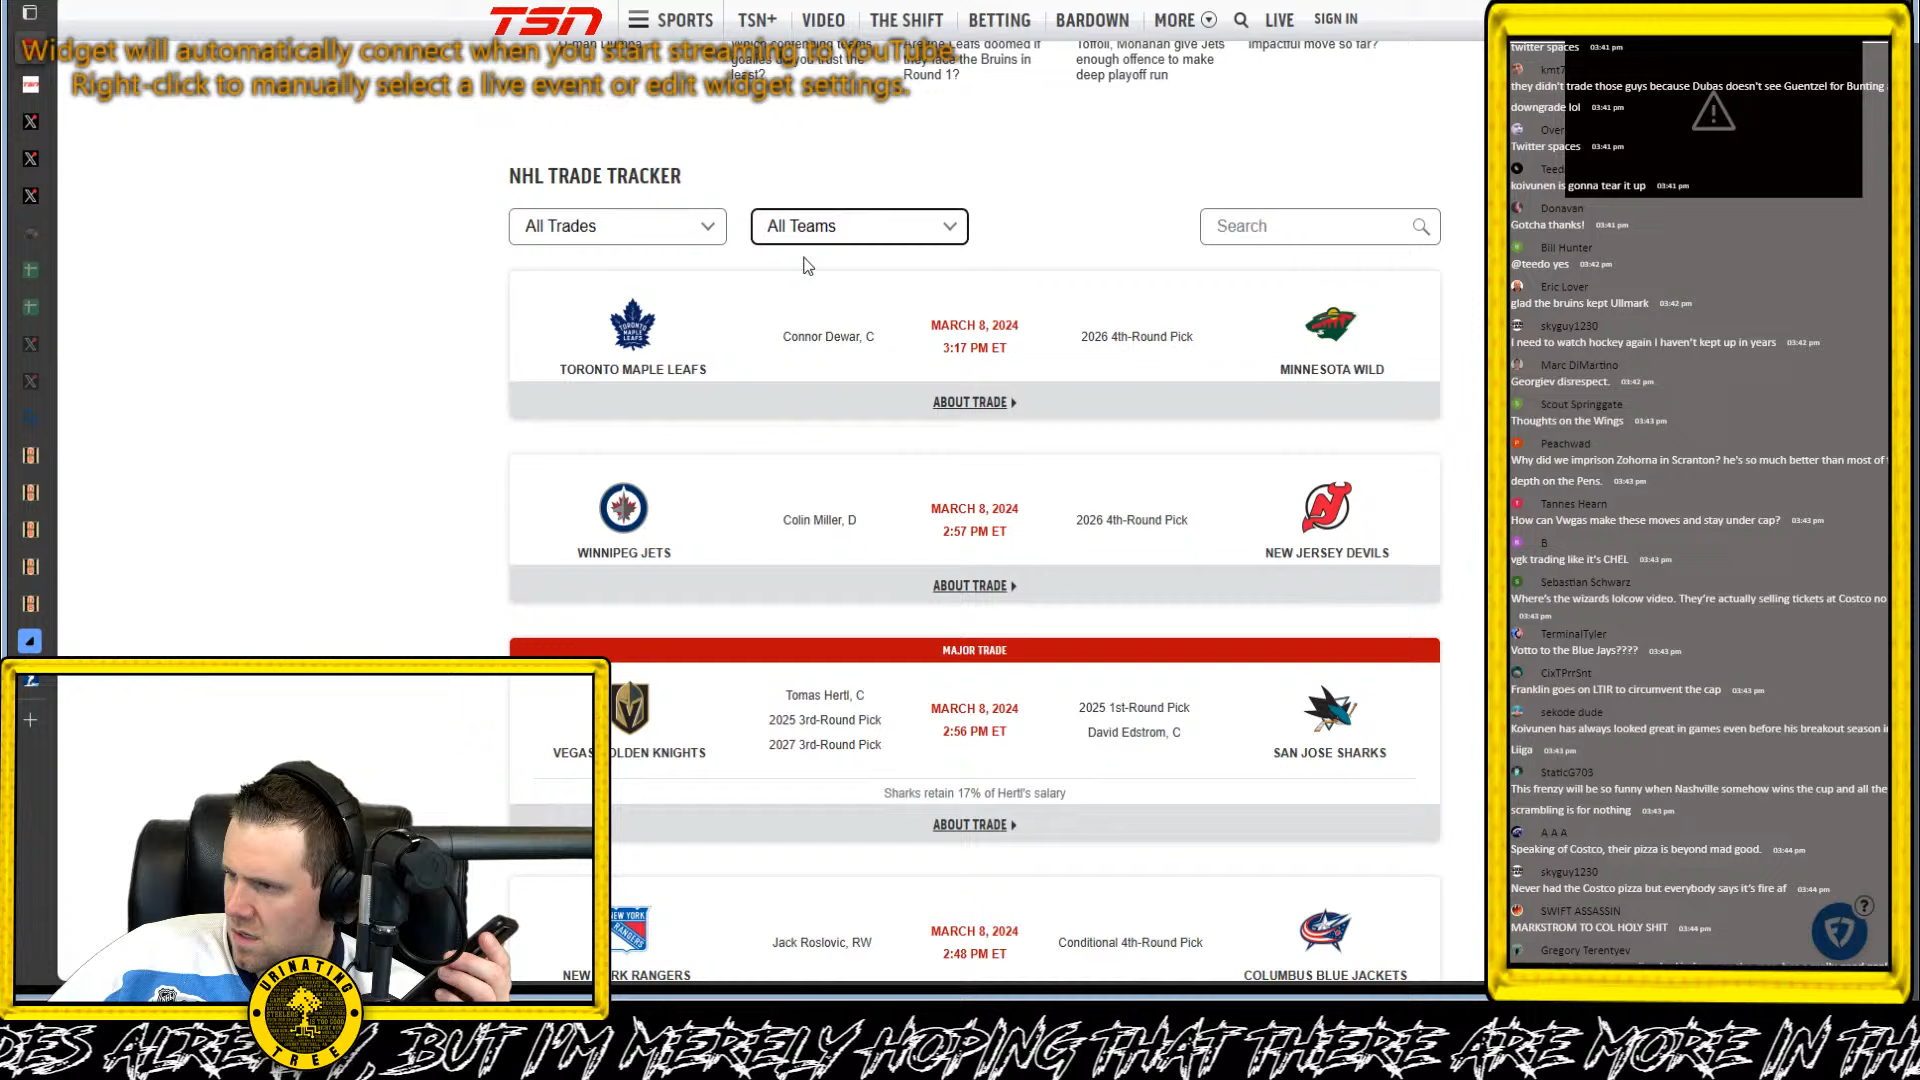 TSN
SPORTS
TSN+
VIDEO
THE SHIFT
BETTING
BARDOWN
MORE
LIVE
SIGN IN
Widget will automatically connect when you start streaming to YouTube.
Right-click to manually select a live event or edit widget settings.
least?
Round 1?
Toffoli, Monahan give Jets
enough offence to make
deep playoff run
impactful move so far?
NHL TRADE TRACKER
All Trades
All Teams
Search
TORONTO MAPLE LEAFS
Connor Dewar, C
MARCH 8, 2024
3:17 PM ET
2026 4th-Round Pick
MINNESOTA WILD
ABOUT TRADE
WINNIPEG JETS
Colin Miller, D
MARCH 8, 2024
2:57 PM ET
2026 4th-Round Pick
NEW JERSEY DEVILS
ABOUT TRADE
MAJOR TRADE
Tomas Hertl, C
2025 3rd-Round Pick
2027 3rd-Round Pick
MARCH 8, 2024
2:56 PM ET
2025 1st-Round Pick
David Edstrom, C
VEGAS OLDEN KNIGHTS
SAN JOSE SHARKS
Sharks retain 17% of Hertl's salary
ABOUT TRADE
NEW YORK RANGERS
Jack Roslovic, RW
MARCH 8, 2024
2:48 PM ET
Conditional 4th-Round Pick
COLUMBUS BLUE JACKETS
twitter spaces 03:41 pm
kmt7
they didn't trade those guys because Dubas doesn't see Guentzel for Bunting
downgrade lol 03:41 pm
Over
Twitter spaces 03:41 pm
Teed
koivunen is gonna tear it up 03:41 pm
Donavan
Gotcha thanks! 03:41 pm
Bill Hunter
@teedo yes 03:42 pm
Eric Lover
glad the bruins kept Ullmark 03:42 pm
skyguy1230
I need to watch hockey again I haven't kept up in years 03:42 pm
Marc DiMartino
Georgiev disrespect. 03:42 pm
Scout Springgate
Thoughts on the Wings 03:43 pm
Peachwad
Why did we imprison Zohorna in Scranton? he's so much better than most of
depth on the Pens. 03:43 pm
Tannes Hearn
How can Vwgas make these moves and stay under cap? 03:43 pm
B
vgk trading like it's CHEL 03:43 pm
Sebastian Schwarz
Where's the wizards lolcow video. They're actually selling tickets at Costco no
03:43 pm
TerminalTyler
Votto to the Blue Jays???? 03:43 pm
CixTPrrSnt
Franklin goes on LTIR to circumvent the cap 03:43 pm
sekode dude
Koivunen has always looked great in games even before his breakout season i
Liiga 03:43 pm
StaticG703
This frenzy will be so funny when Nashville somehow wins the cup and all the
scrambling is for nothing 03:43 pm
A A A
Speaking of Costco, their pizza is beyond mad good. 03:44 pm
skyguy1230
Never had the Costco pizza but everybody says it's fire af 03:44 pm
SWIFT ASSASSIN
MARKSTROM TO COL HOLY SHIT 03:44 pm
Gregory Terentyev
URINATING
TREE
DES ALREADY, BUT I'M MERELY HOPING THAT THERE ARE MORE IN TH